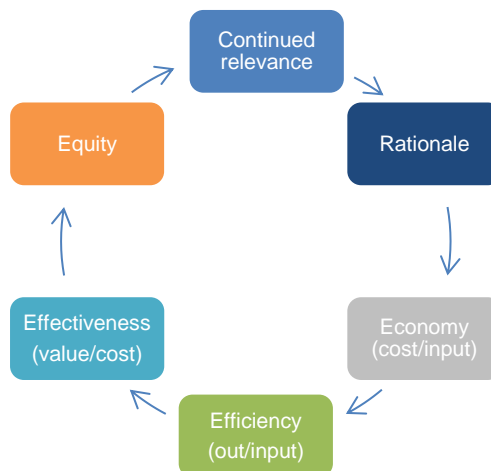 Continued
relevance
Rationale
Economy
(cost/input)
Efficiency
(out/input)
Effectiveness
(value/cost)
Equity